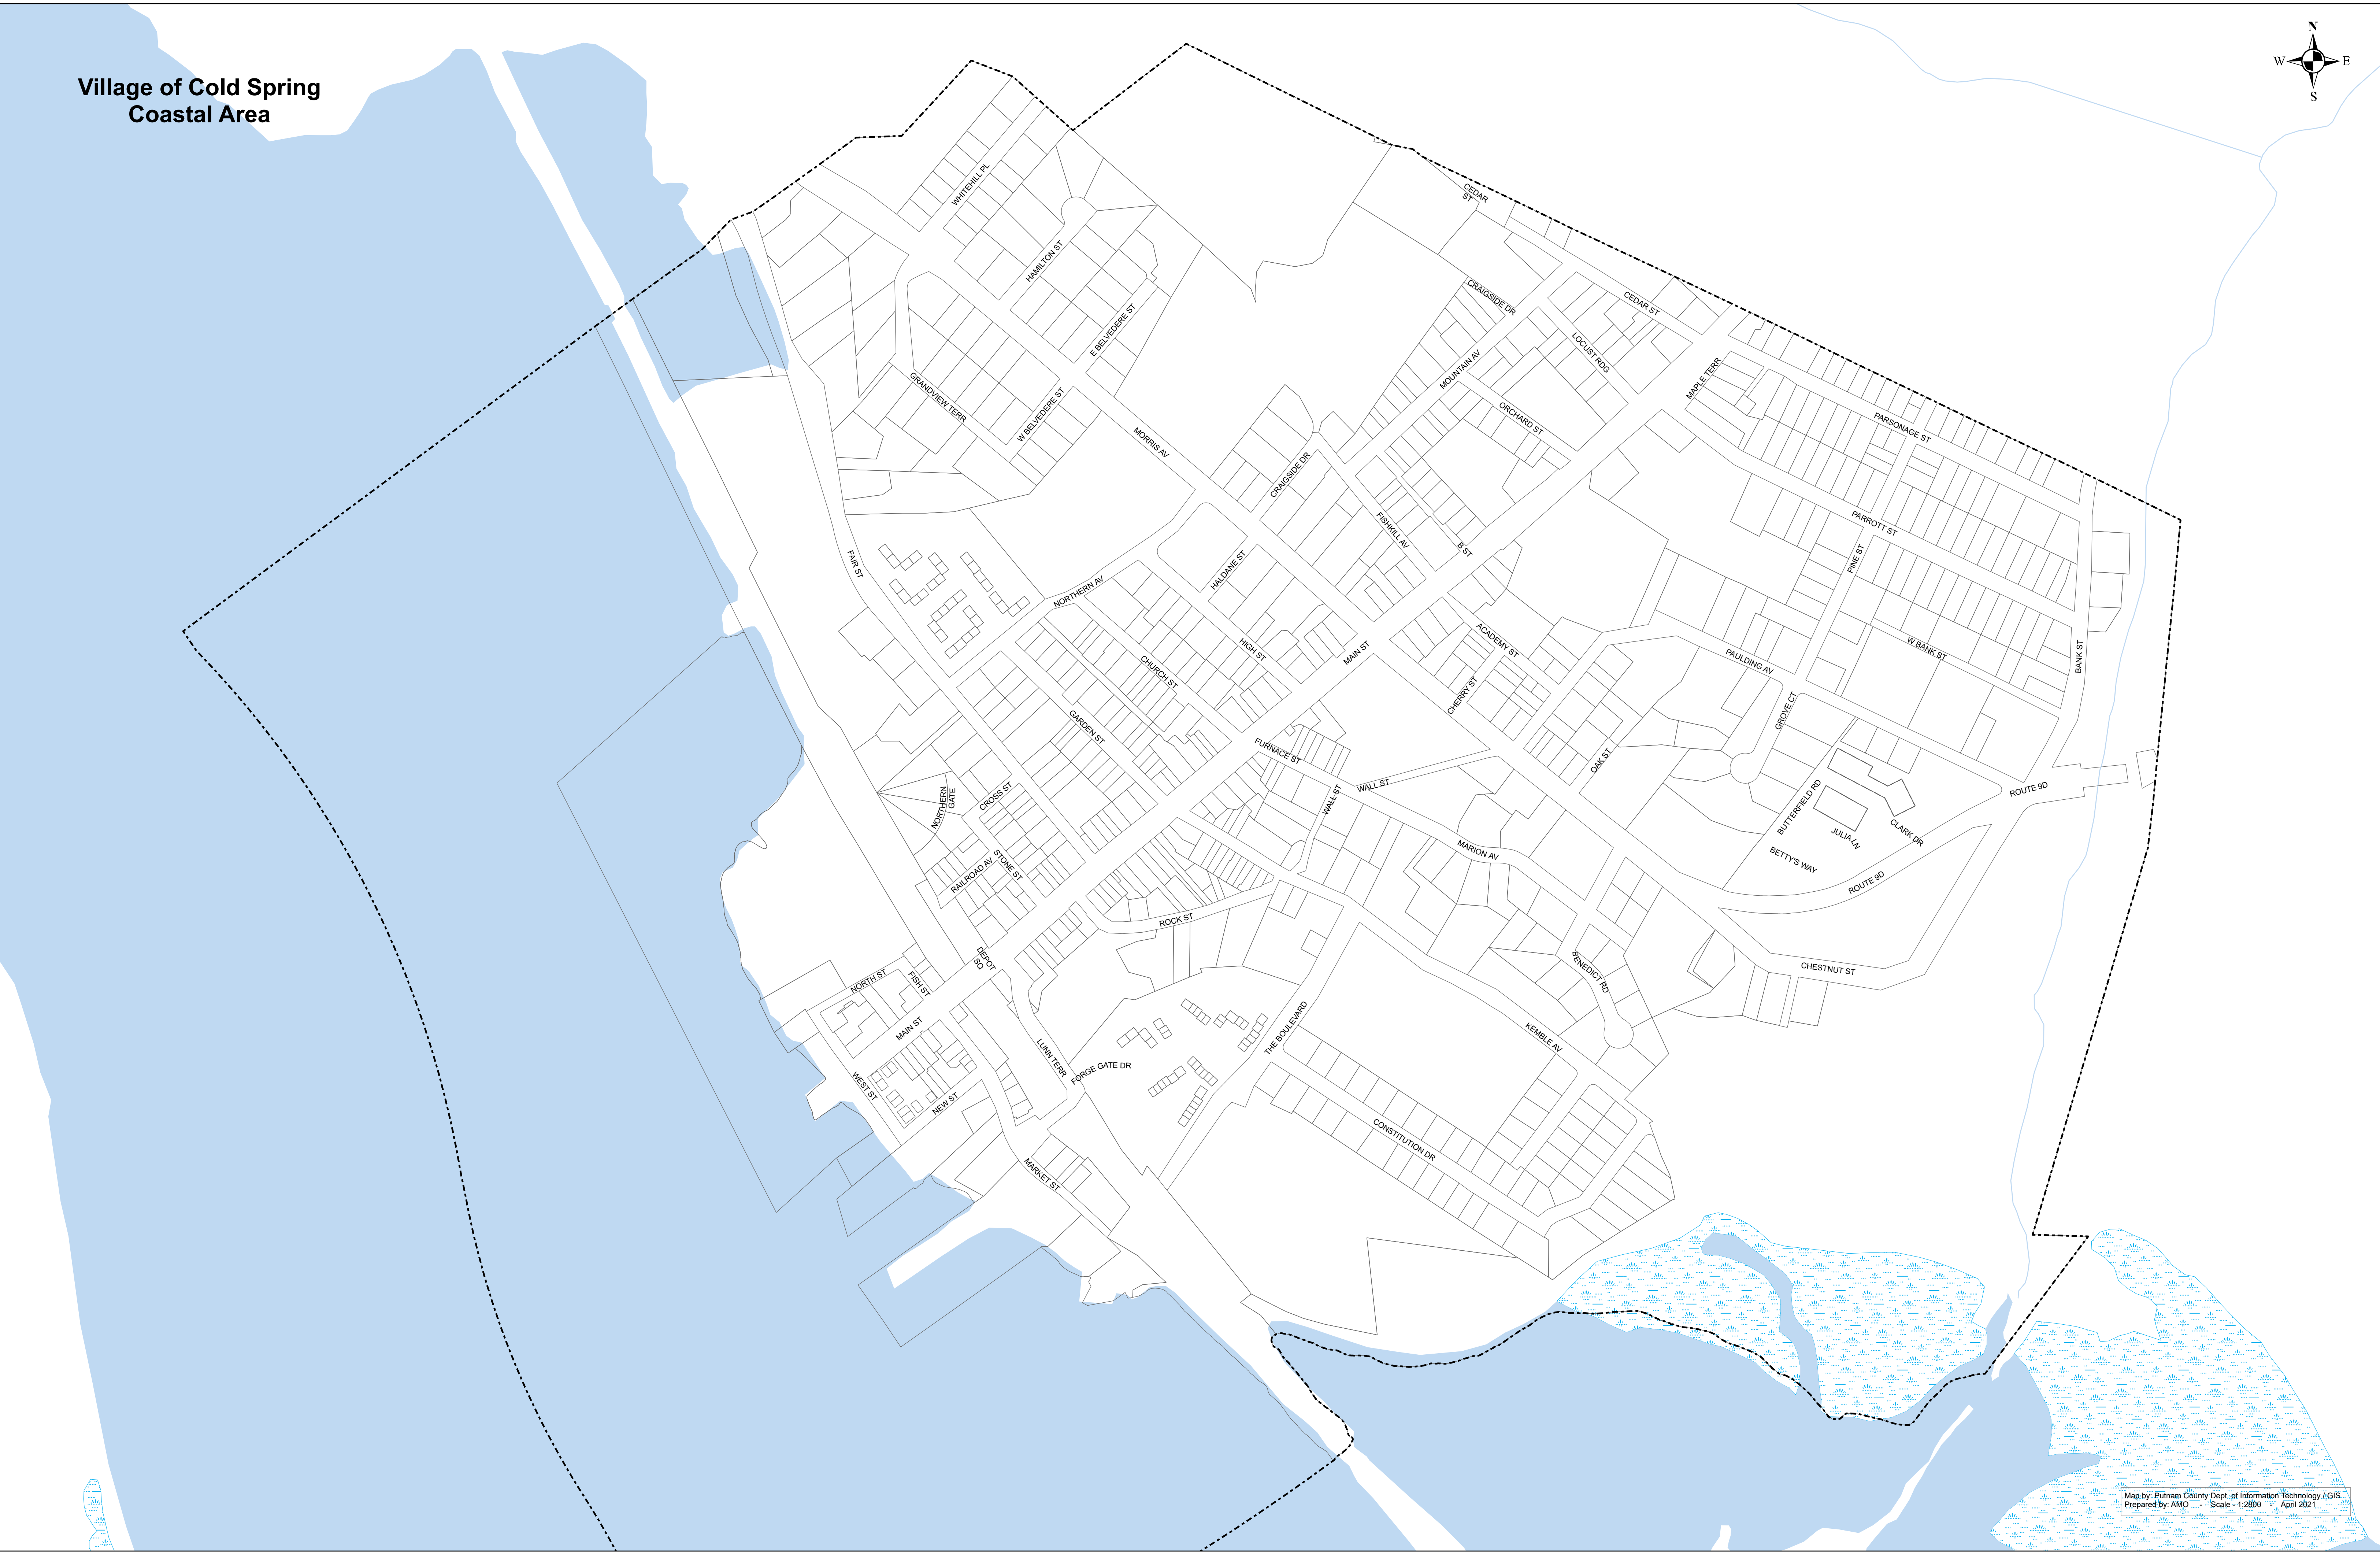 Village of Cold Spring
Coastal Area
N
W
E
S
WHITEHILL PL
HAMILTON ST
E BELVEDERE ST
W BELVEDERE ST
GRANDVIEW TERR
MORRIS AV
CEDAR
ST
CRAIGSIDE DR
CEDAR ST
LOCUST RDG
MOUNTAIN AV
ORCHARD ST
MAPLE TERR
PARSONAGE ST
CRAIGSIDE DR
FISHKILL AV
B ST
PARROTT ST
PINE ST
FAIR ST
NORTHERN AV
HALDANE ST
HIGH ST
MAIN ST
CHURCH ST
GARDEN ST
ACADEMY ST
CHERRY ST
PAULDING AV
W BANK ST
BANK ST
GROVE CT
OAK ST
FURNACE ST
WALL ST
WALL ST
NORTHERN
GATE
CROSS ST
STONE ST
RAILROAD AV
MARION AV
BUTTERFIELD RD
JULIA LN
CLARK DR
BETTY'S WAY
ROUTE 9D
ROUTE 9D
ROCK ST
DEPOT
SQ
NORTH ST
FISH ST
MAIN ST
WEST ST
NEW ST
LUNN TERR
FORGE GATE DR
THE BOULEVARD
BENEDICT RD
CHESTNUT ST
KEMBLE AV
CONSTITUTION DR
MARKET ST
Map by: Putnam County Dept. of Information Technology / GIS
Prepared by: AMO - Scale - 1:2800 - April 2021